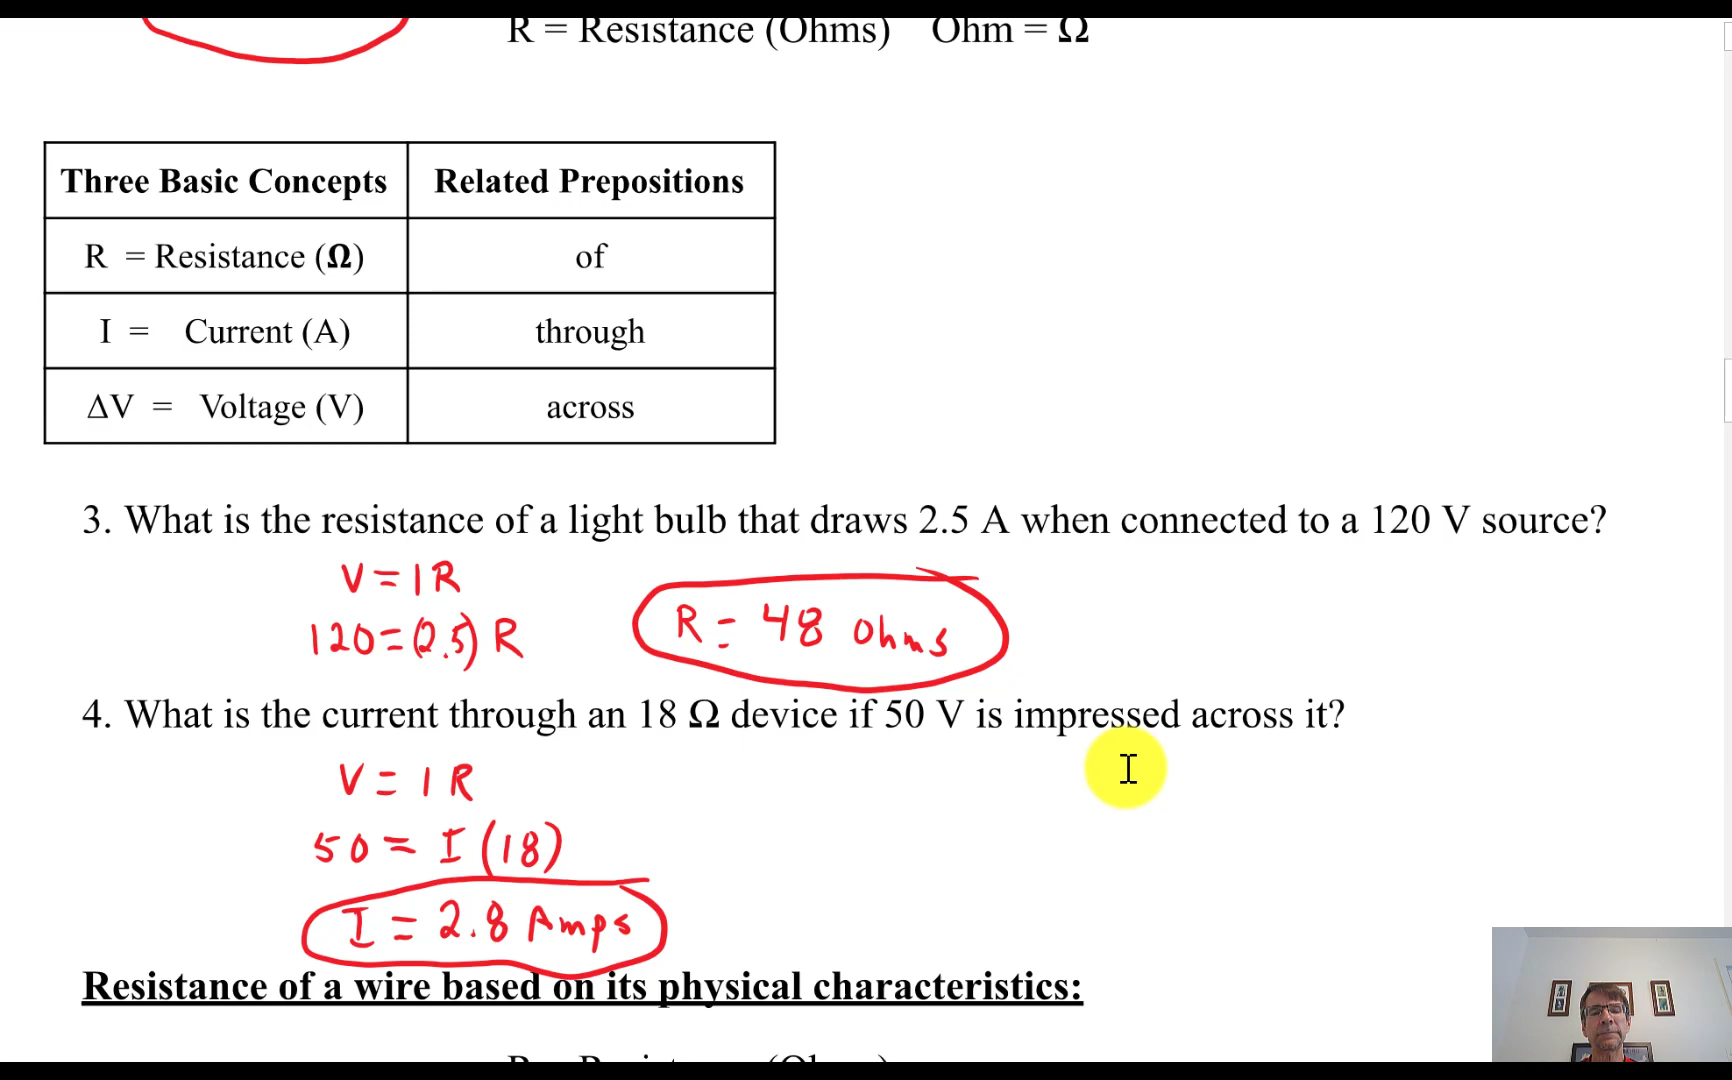 R = Resistance (Ohms) Ohm = Ω
Three Basic Concepts Related Prepositions
R = Resistance (Ω) of
I = Current (A) through
ΔV = Voltage (V) across
3. What is the resistance of a light bulb that draws 2.5 A when connected to a 120 V source?
V = I R
120 = (2.5) R R = 48 Ohms
4. What is the current through an 18 Ω device if 50 V is impressed across it?
V = I R
50 = I (18)
I = 2.8 Amps
Resistance of a wire based on its physical characteristics: